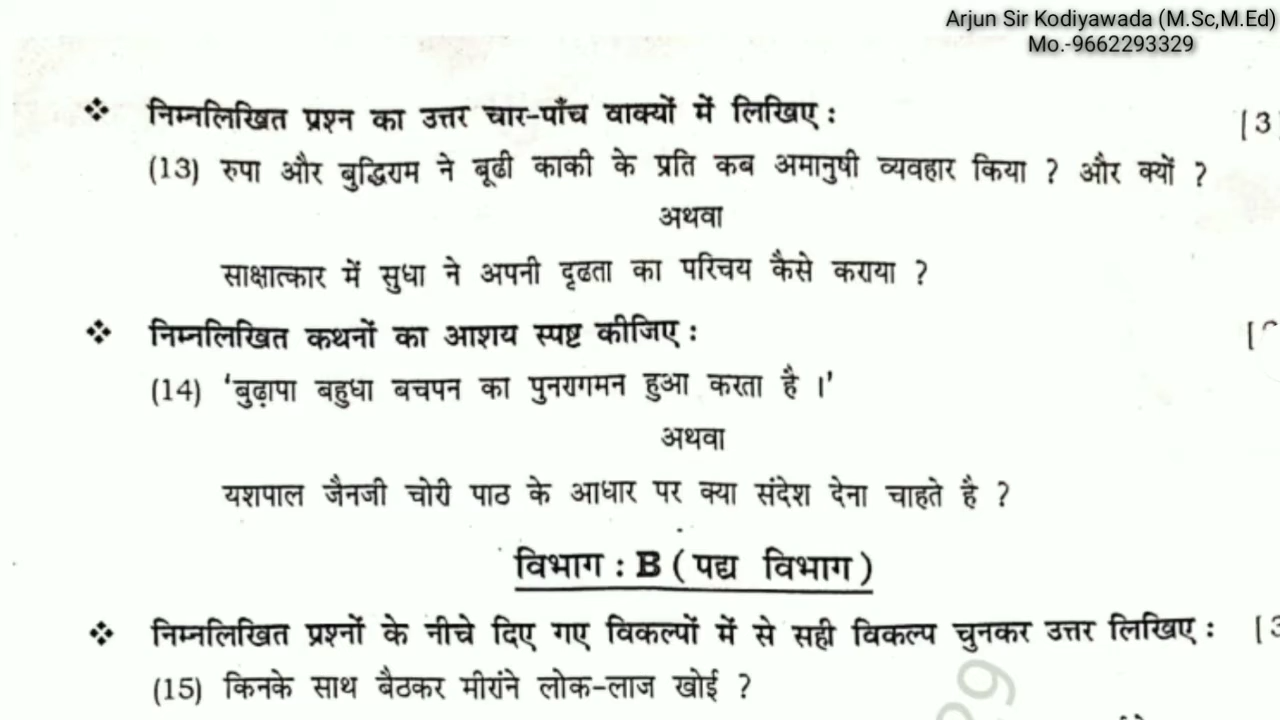 Arjun Sir Kodiyawada (M.Sc,M.Ed)
Mo.-9662293329
❖ निम्नलिखित प्रश्न का उत्तर चार-पाँच वाक्यों में लिखिए : [3
(13) रुपा और बुद्धिराम ने बूढी काकी के प्रति कब अमानुषी व्यवहार किया ? और क्यों ?
अथवा
साक्षात्कार में सुधा ने अपनी दृढता का परिचय कैसे कराया ?
❖ निम्नलिखित कथनों का आशय स्पष्ट कीजिए : [
(14) 'बुढ़ापा बहुधा बचपन का पुनरागमन हुआ करता है ।'
अथवा
यशपाल जैनजी चोरी पाठ के आधार पर क्या संदेश देना चाहते है ?
विभाग : B ( पद्य विभाग )
❖ निम्नलिखित प्रश्नों के नीचे दिए गए विकल्पों में से सही विकल्प चुनकर उत्तर लिखिए : [3
(15) किनके साथ बैठकर मीरांने लोक-लाज खोई ?